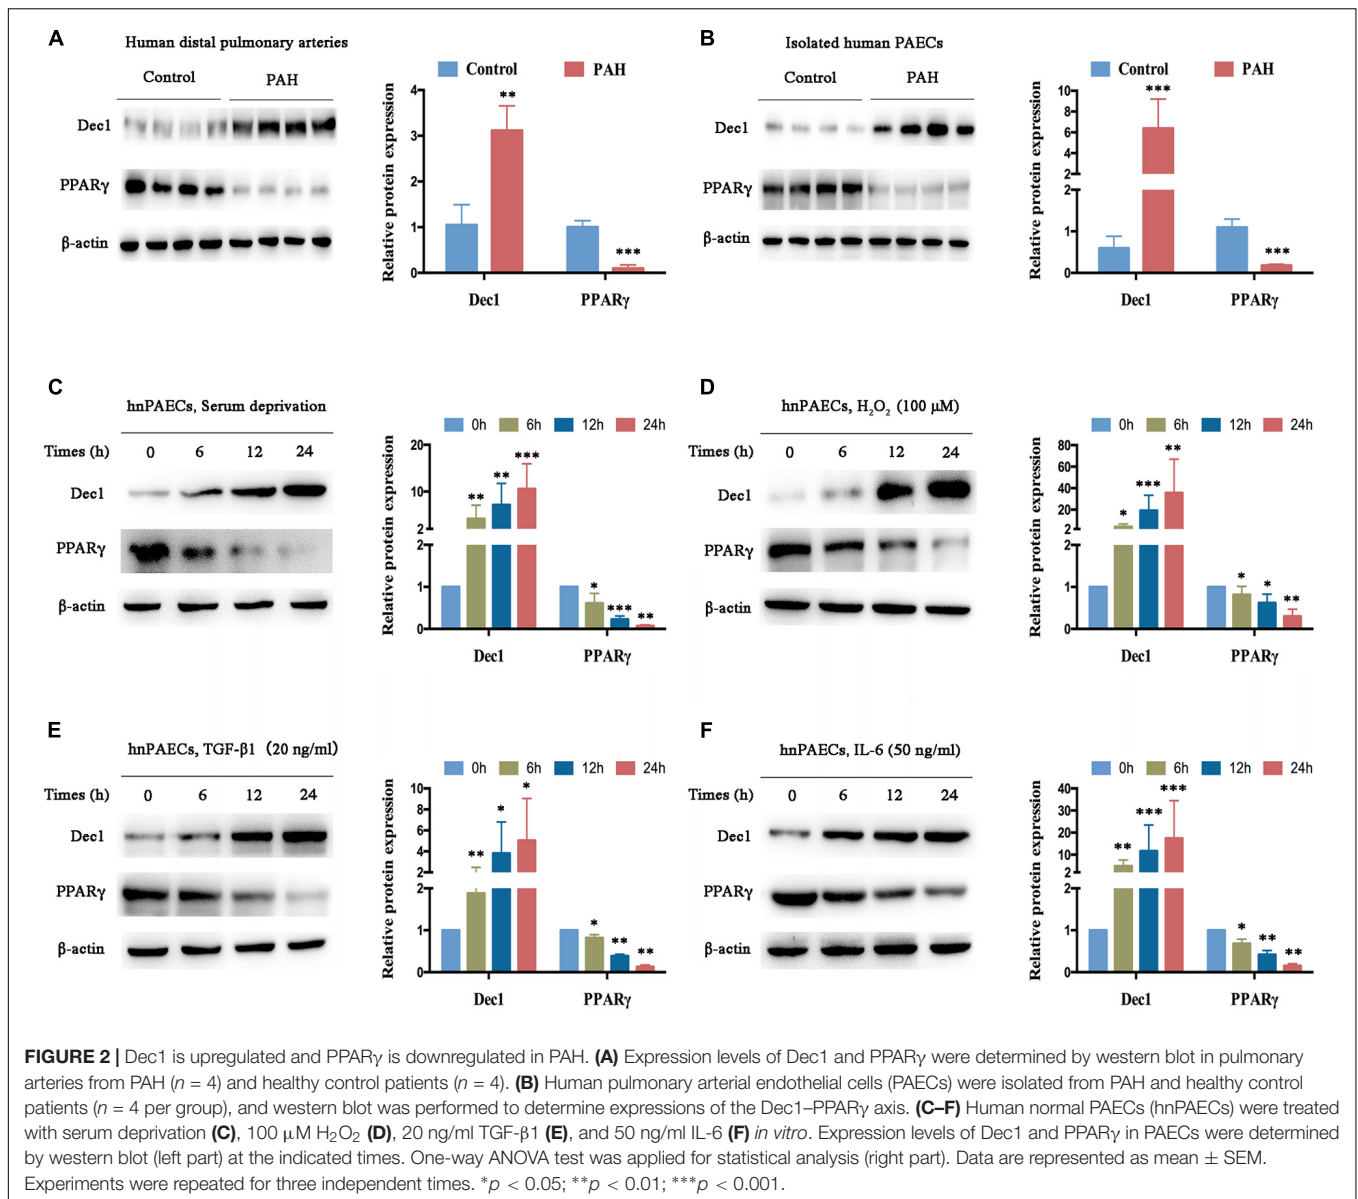 A
Human distal pulmonary arteries
Control PAH
Dec1
PPARγ
β-actin
Control PAH
Relative protein expression
4
3
2
1
0
** ***
Dec1 PPARγ
B
Isolated human PAECs
Control PAH
Dec1
PPARγ
β-actin
Control PAH
Relative protein expression
10
8
6
4
2
2
1
0
*** ***
Dec1 PPARγ
C
hnPAECs, Serum deprivation
Times (h) 0 6 12 24
Dec1
PPARγ
β-actin
0h 6h 12h 24h
Relative protein expression
20
10
2
2
1
0
** ** *** * *** **
Dec1 PPARγ
D
hnPAECs, H₂O₂ (100 μM)
Times (h) 0 6 12 24
Dec1
PPARγ
β-actin
0h 6h 12h 24h
Relative protein expression
80
60
40
20
2
2
1
0
* *** ** * * **
Dec1 PPARγ
E
hnPAECs, TGF-β1 (20 ng/ml)
Times (h) 0 6 12 24
Dec1
PPARγ
β-actin
0h 6h 12h 24h
Relative protein expression
10
8
6
4
2
2
1
0
** * * * ** **
Dec1 PPARγ
F
hnPAECs, IL-6 (50 ng/ml)
Times (h) 0 6 12 24
Dec1
PPARγ
β-actin
0h 6h 12h 24h
Relative protein expression
40
30
20
10
2
2
1
0
** *** *** * ** **
Dec1 PPARγ
FIGURE 2 | Dec1 is upregulated and PPARγ is downregulated in PAH. (A) Expression levels of Dec1 and PPARγ were determined by western blot in pulmonary
arteries from PAH (n = 4) and healthy control patients (n = 4). (B) Human pulmonary arterial endothelial cells (PAECs) were isolated from PAH and healthy control
patients (n = 4 per group), and western blot was performed to determine expressions of the Dec1–PPARγ axis. (C–F) Human normal PAECs (hnPAECs) were treated
with serum deprivation (C), 100 μM H₂O₂ (D), 20 ng/ml TGF-β1 (E), and 50 ng/ml IL-6 (F) in vitro. Expression levels of Dec1 and PPARγ in PAECs were determined
by western blot (left part) at the indicated times. One-way ANOVA test was applied for statistical analysis (right part). Data are represented as mean ± SEM.
Experiments were repeated for three independent times. *p < 0.05; **p < 0.01; ***p < 0.001.